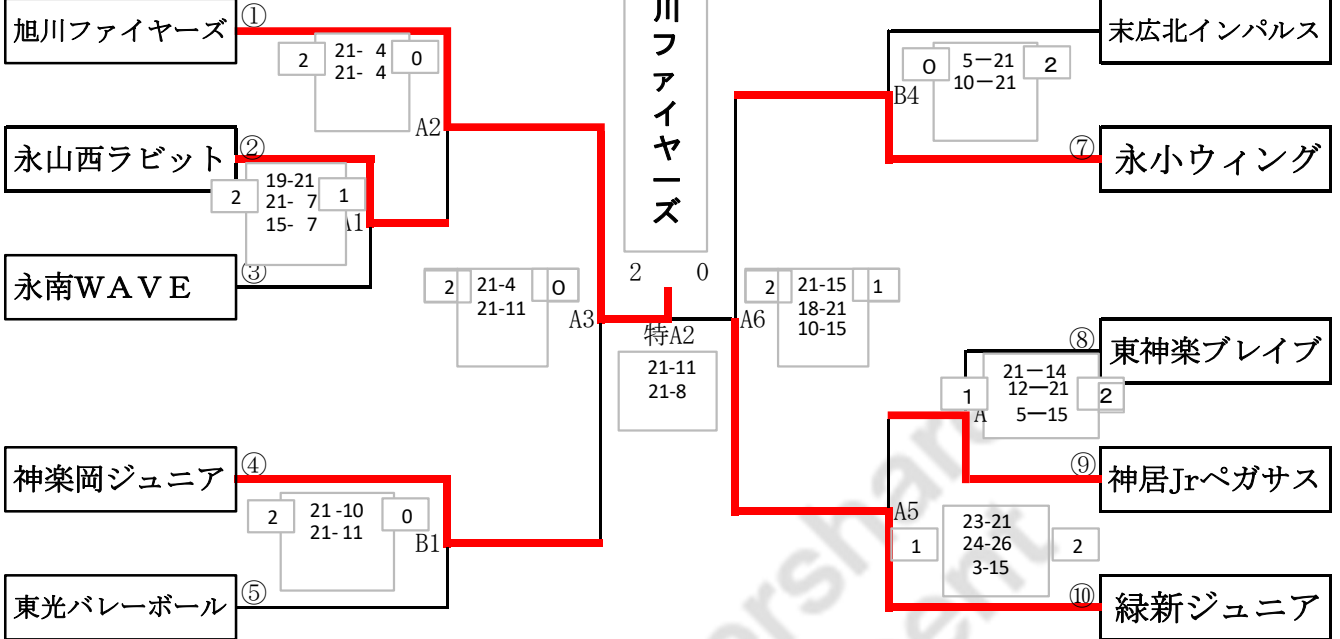 旭川ファイヤーズ
①
2
21- 4
21- 4
0
A2
永山西ラビット
②
2
19-21
21- 7
15- 7
1
A1
永南WAVE
③
2
21-4
21-11
0
A3
神楽岡ジュニア
④
2
21-10
21-11
0
B1
東光バレーボール
⑤
川ファイヤーズ
2 0
特A2
21-11
21-8
末広北インパルス
0
5－21
10－21
2
B4
⑦
永小ウィング
2
21-15
18-21
10-15
1
A6
⑧
東神楽ブレイブ
1
21－14
12－21
5－15
2
A
⑨
神居Jrペガサス
A5
1
23-21
24-26
3-15
2
⑩
緑新ジュニア